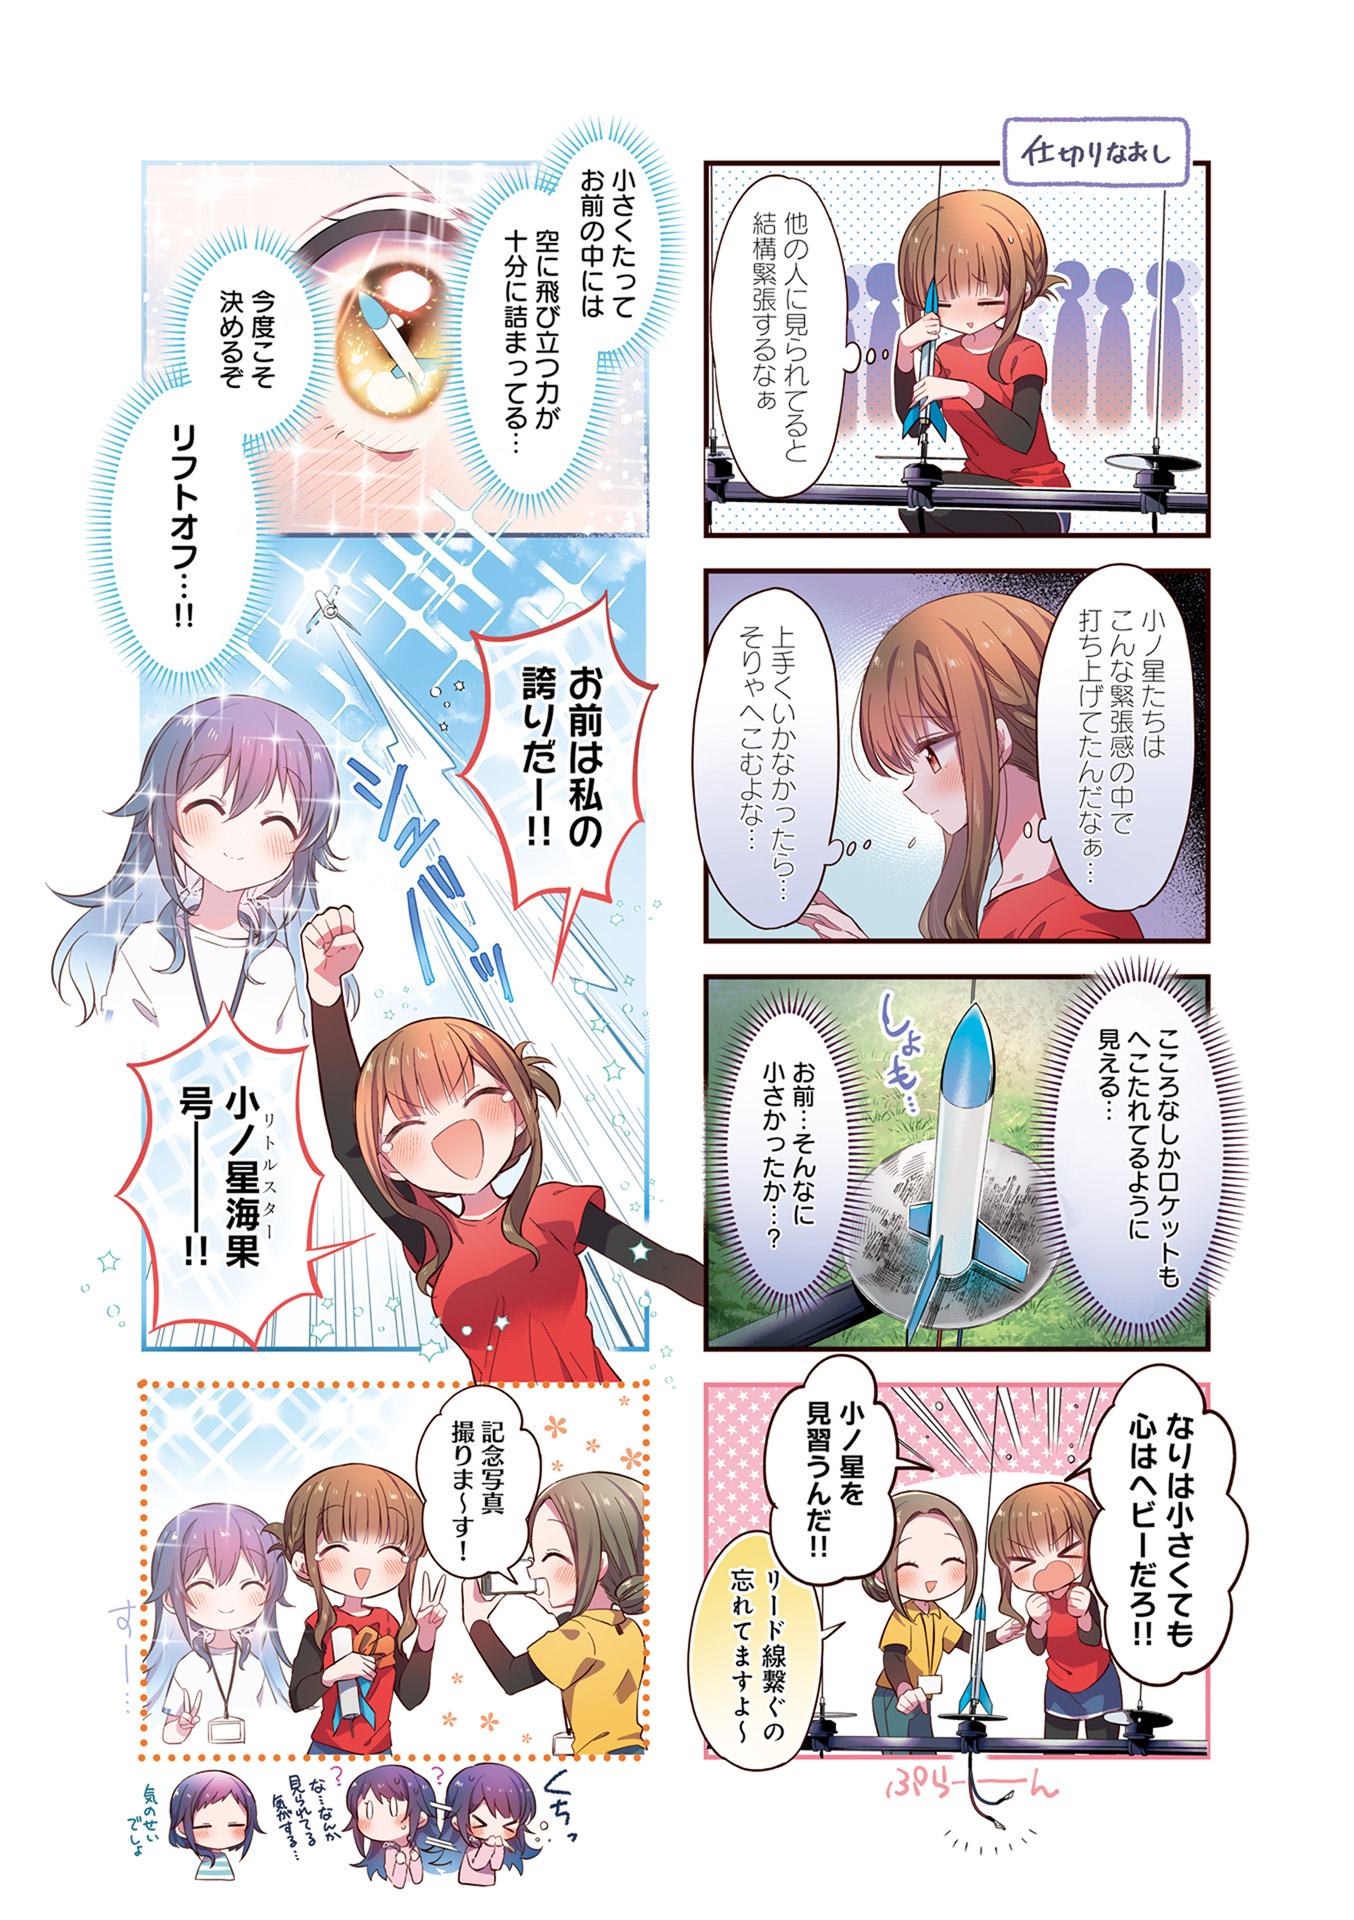 仕切りなおし
他の人に見られてると
結構緊張するなぁ
小ノ星たちは
こんな緊張感の中で
打ち上げてたんだなぁ…
上手くいかなかったら…
そりゃへこむよな…
こころなしかロケットも
へこたれてるように
見える…
しょも…
お前…そんなに
小さかったか…？
なりは小さくても
心はヘビーだろ!!
小ノ星を
見習うんだ!!
リード線繋ぐの
忘れてますよ〜
ぷらーーん
小さくたって
お前の中には
空に飛び立つ力が
十分に詰まってる…
今度こそ
決めるぞ
リフトオフ…!!
お前は私の
誇りだー!!
シュバッ
小ノ星海果
リトルスター
号――!!
記念写真
撮りま〜す！
すー…
くちっ
？
？
な…なんか
見られてる
気がする…
気のせい
でしょ